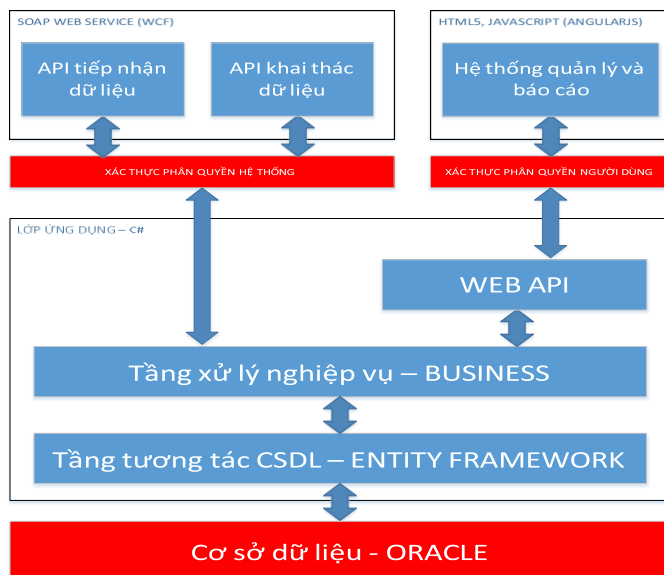 SOAP WEB SERVICE (WCF)
HTML5, JAVASCRIPT (ANGULARJS)
API tiếp nhận
dữ liệu
API khai thác
dữ liệu
Hệ thống quản lý và
báo cáo
XÁC THỰC PHÂN QUYỀN HỆ THỐNG
XÁC THỰC PHÂN QUYỀN NGƯỜI DÙNG
LỚP ỨNG DỤNG – C#
WEB API
Tầng xử lý nghiệp vụ – BUSINESS
Tầng tương tác CSDL – ENTITY FRAMEWORK
Cơ sở dữ liệu - ORACLE